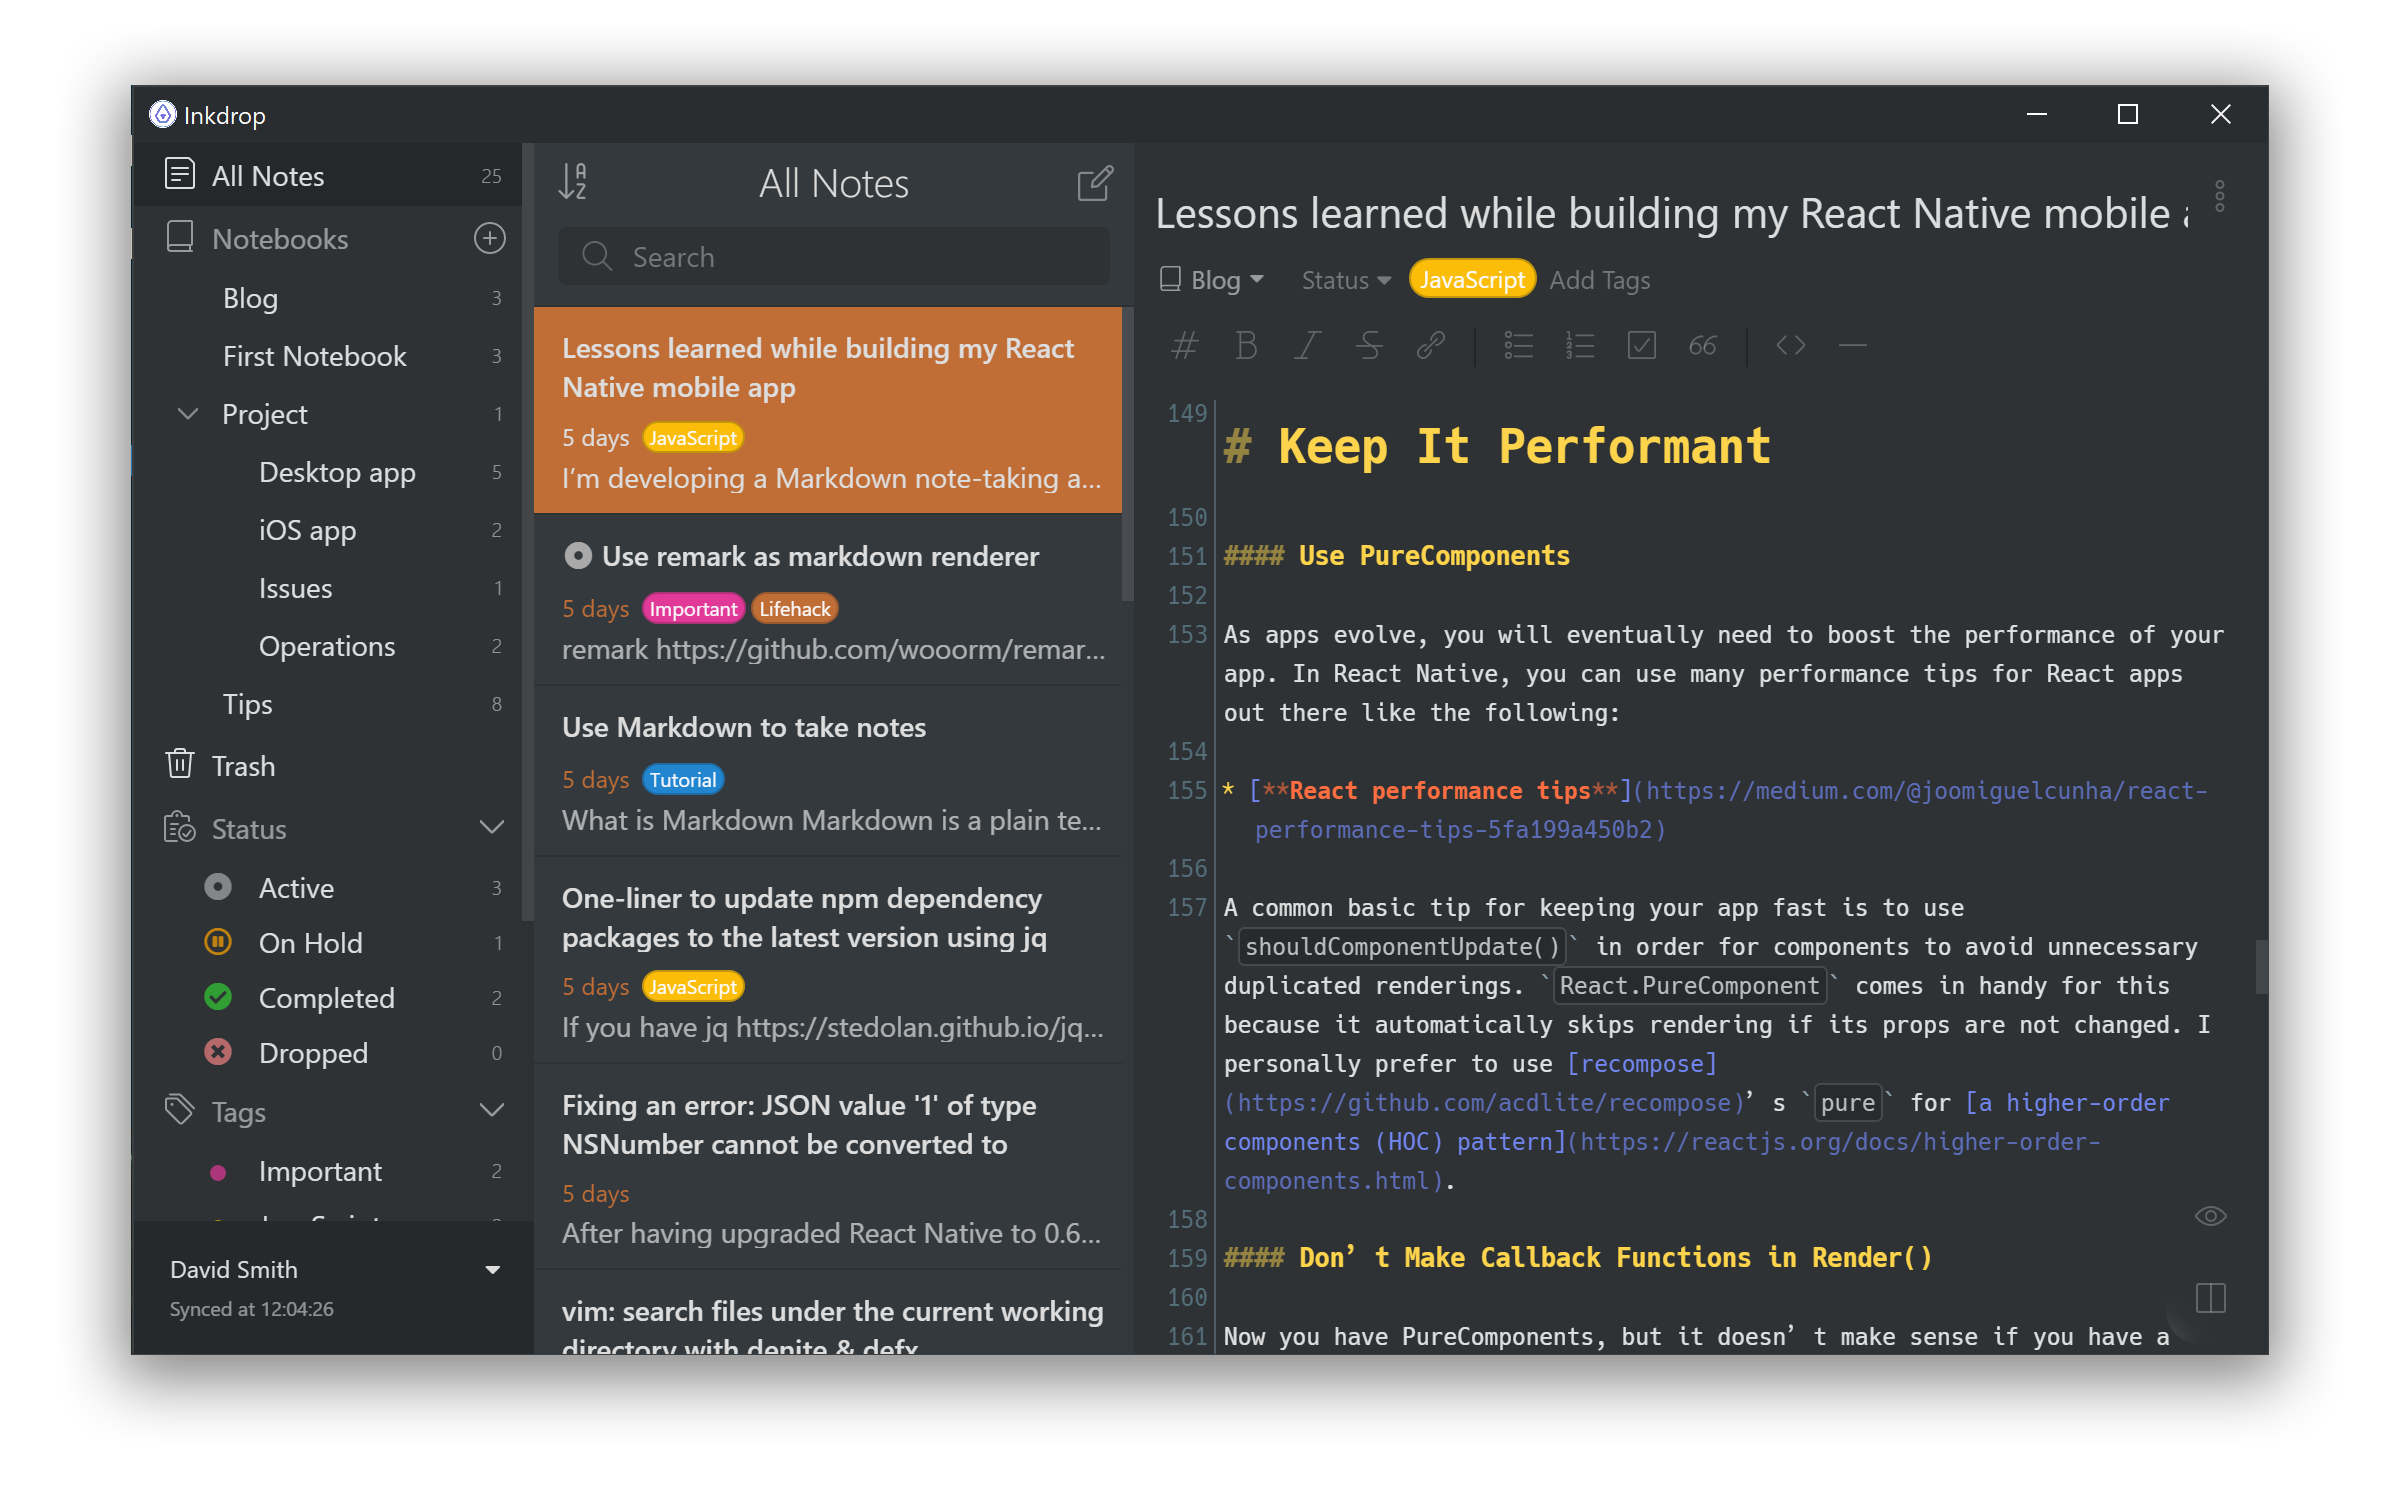 Inkdrop
All Notes 25
Notebooks
Blog 3
First Notebook 3
Project 1
Desktop app 5
iOS app 2
Issues 1
Operations 2
Tips 8
Trash
Status
Active 3
On Hold 1
Completed 2
Dropped 0
Tags
Important 2
David Smith
Synced at 12:04:26
All Notes
Search
Lessons learned while building my React
Native mobile app
5 days JavaScript
I’m developing a Markdown note-taking a...
Use remark as markdown renderer
5 days Important Lifehack
remark https://github.com/wooorm/remar...
Use Markdown to take notes
5 days Tutorial
What is Markdown Markdown is a plain te...
One-liner to update npm dependency
packages to the latest version using jq
5 days JavaScript
If you have jq https://stedolan.github.io/jq...
Fixing an error: JSON value '1' of type
NSNumber cannot be converted to
5 days
After having upgraded React Native to 0.6...
vim: search files under the current working
directory with denite & defx
Lessons learned while building my React Native mobile
Blog Status JavaScript Add Tags
149 # Keep It Performant
150
151 #### Use PureComponents
152
153 As apps evolve, you will eventually need to boost the performance of your
app. In React Native, you can use many performance tips for React apps
out there like the following:
154
155 * [**React performance tips**](https://medium.com/@joomiguelcunha/react-
performance-tips-5fa199a450b2)
156
157 A common basic tip for keeping your app fast is to use
`shouldComponentUpdate()` in order for components to avoid unnecessary
duplicated renderings. `React.PureComponent` comes in handy for this
because it automatically skips rendering if its props are not changed. I
personally prefer to use [recompose]
(https://github.com/acdlite/recompose)’s `pure` for [a higher-order
components (HOC) pattern](https://reactjs.org/docs/higher-order-
components.html).
158
159 #### Don’t Make Callback Functions in Render()
160
161 Now you have PureComponents, but it doesn’t make sense if you have a